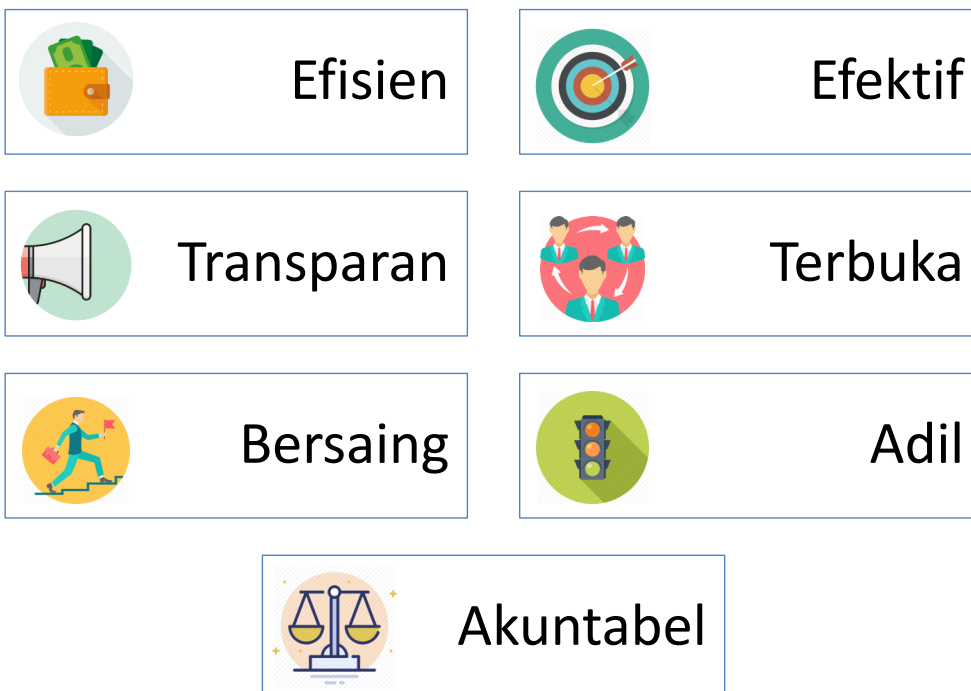 Efisien
Efektif
Transparan
Terbuka
Bersaing
Adil
Akuntabel